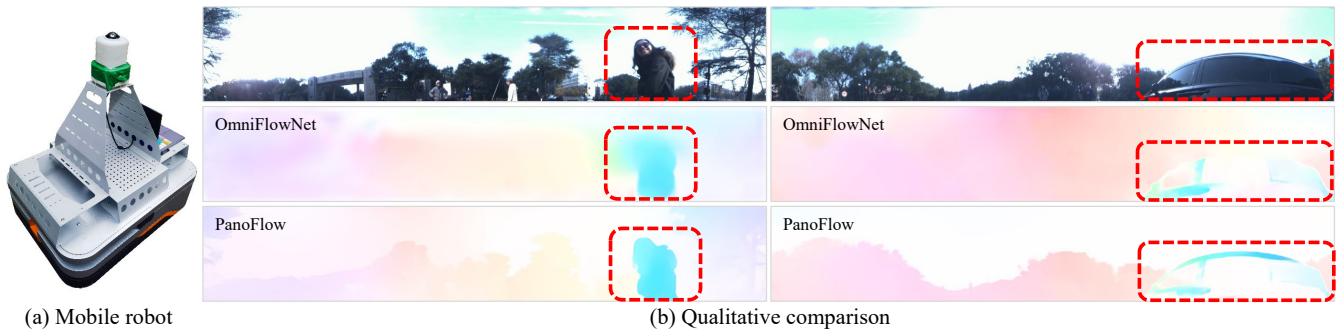 OmniFlowNet
OmniFlowNet
PanoFlow
PanoFlow
(a) Mobile robot
(b) Qualitative comparison